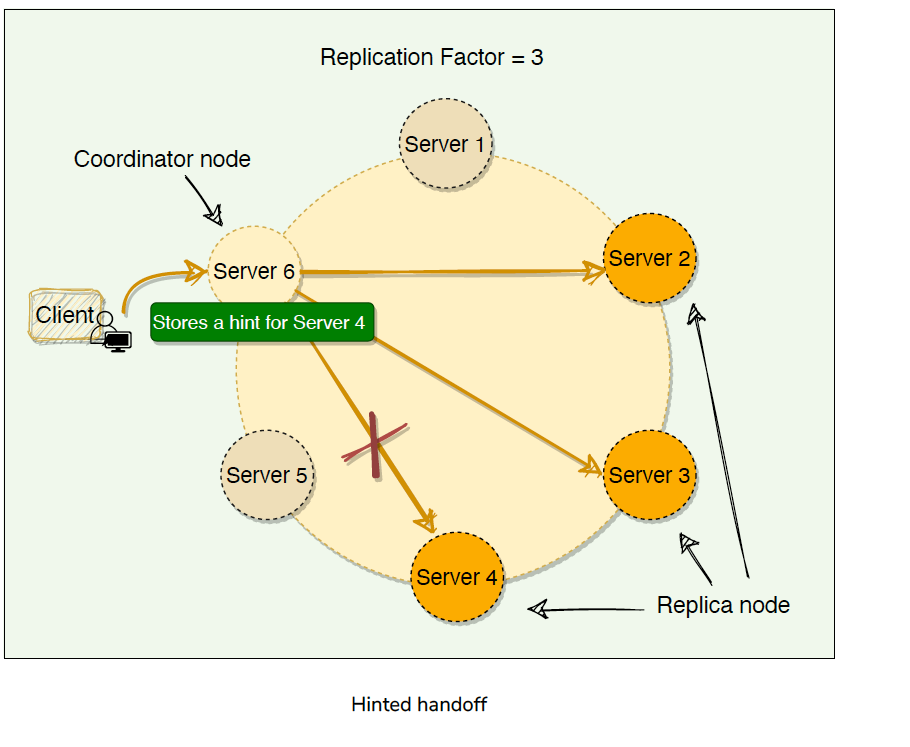 Replication Factor = 3
Server 1
Coordinator node
Server 2
Server 6
Client
Stores a hint for Server 4
Server 5
Server 3
Server 4
Replica node
Hinted handoff